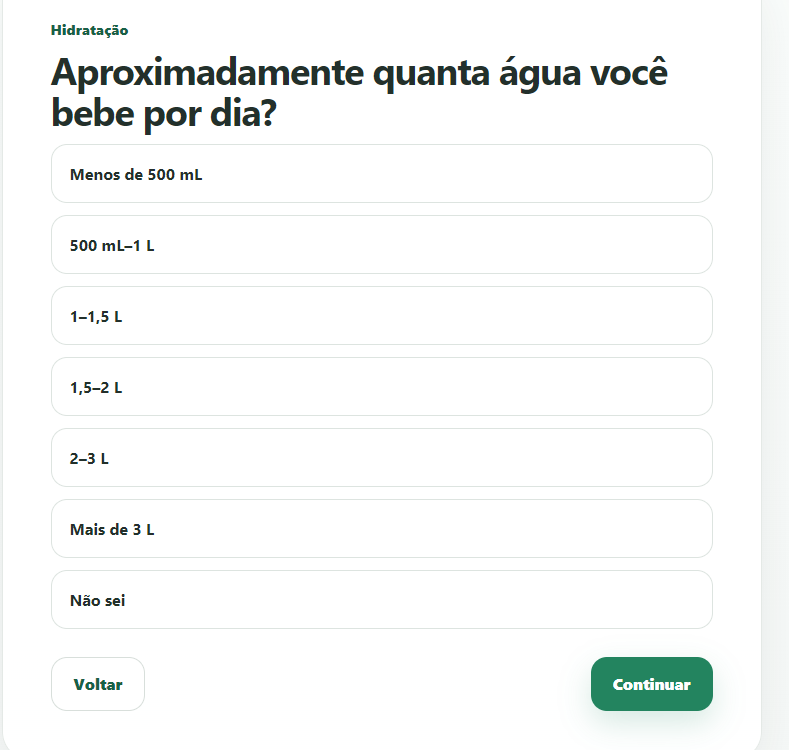 Hidratação
Aproximadamente quanta água você
bebe por dia?
Menos de 500 mL
500 mL–1 L
1–1,5 L
1,5–2 L
2–3 L
Mais de 3 L
Não sei
Voltar
Continuar